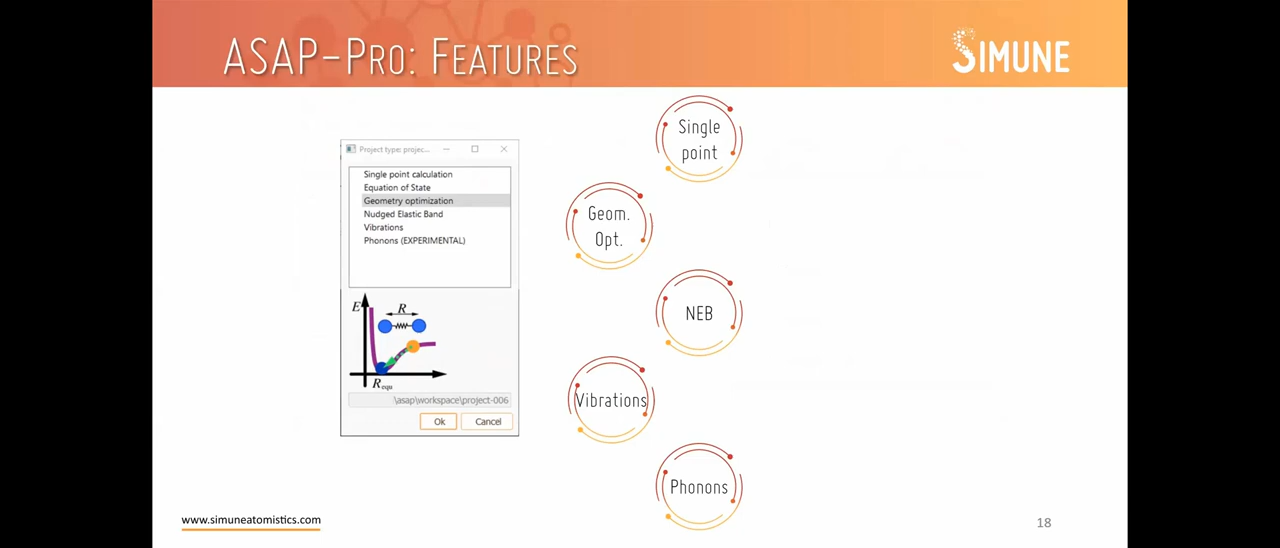 ASAP-PRO: FEATURES
SIMUNE
Project type: projec...
Single point calculation
Equation of State
Geometry optimization
Nudged Elastic Band
Vibrations
Phonons (EXPERIMENTAL)
E
R
R equ
\asap\workspace\project-006
Ok
Cancel
Single
point
Geom.
Opt.
NEB
Vibrations
Phonons
www.simuneatomistics.com
18